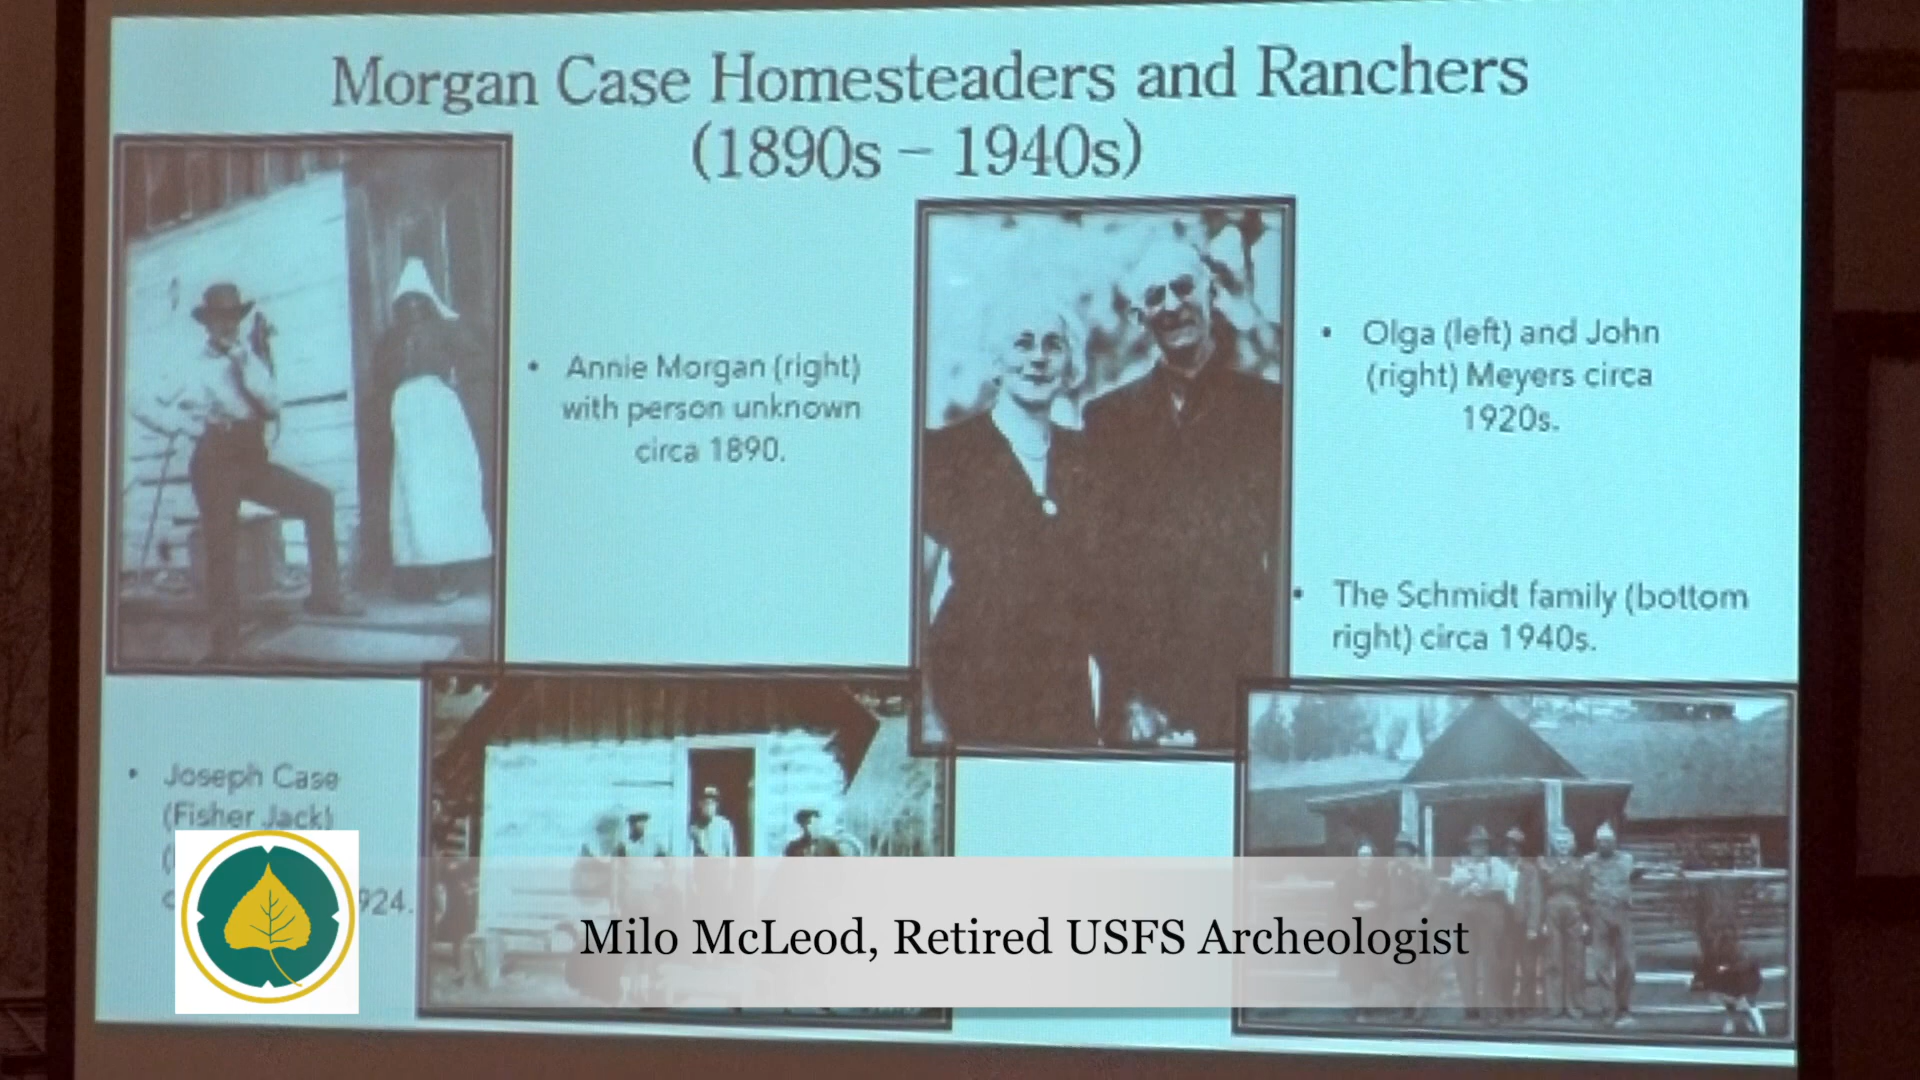 Morgan Case Homesteaders and Ranchers
(1890s – 1940s)
• Annie Morgan (right)
with person unknown
circa 1890.
• Olga (left) and John
(right) Meyers circa
1920s.
• The Schmidt family (bottom
right) circa 1940s.
• Joseph Case
(Fisher Jack)
924.
Milo McLeod, Retired USFS Archeologist